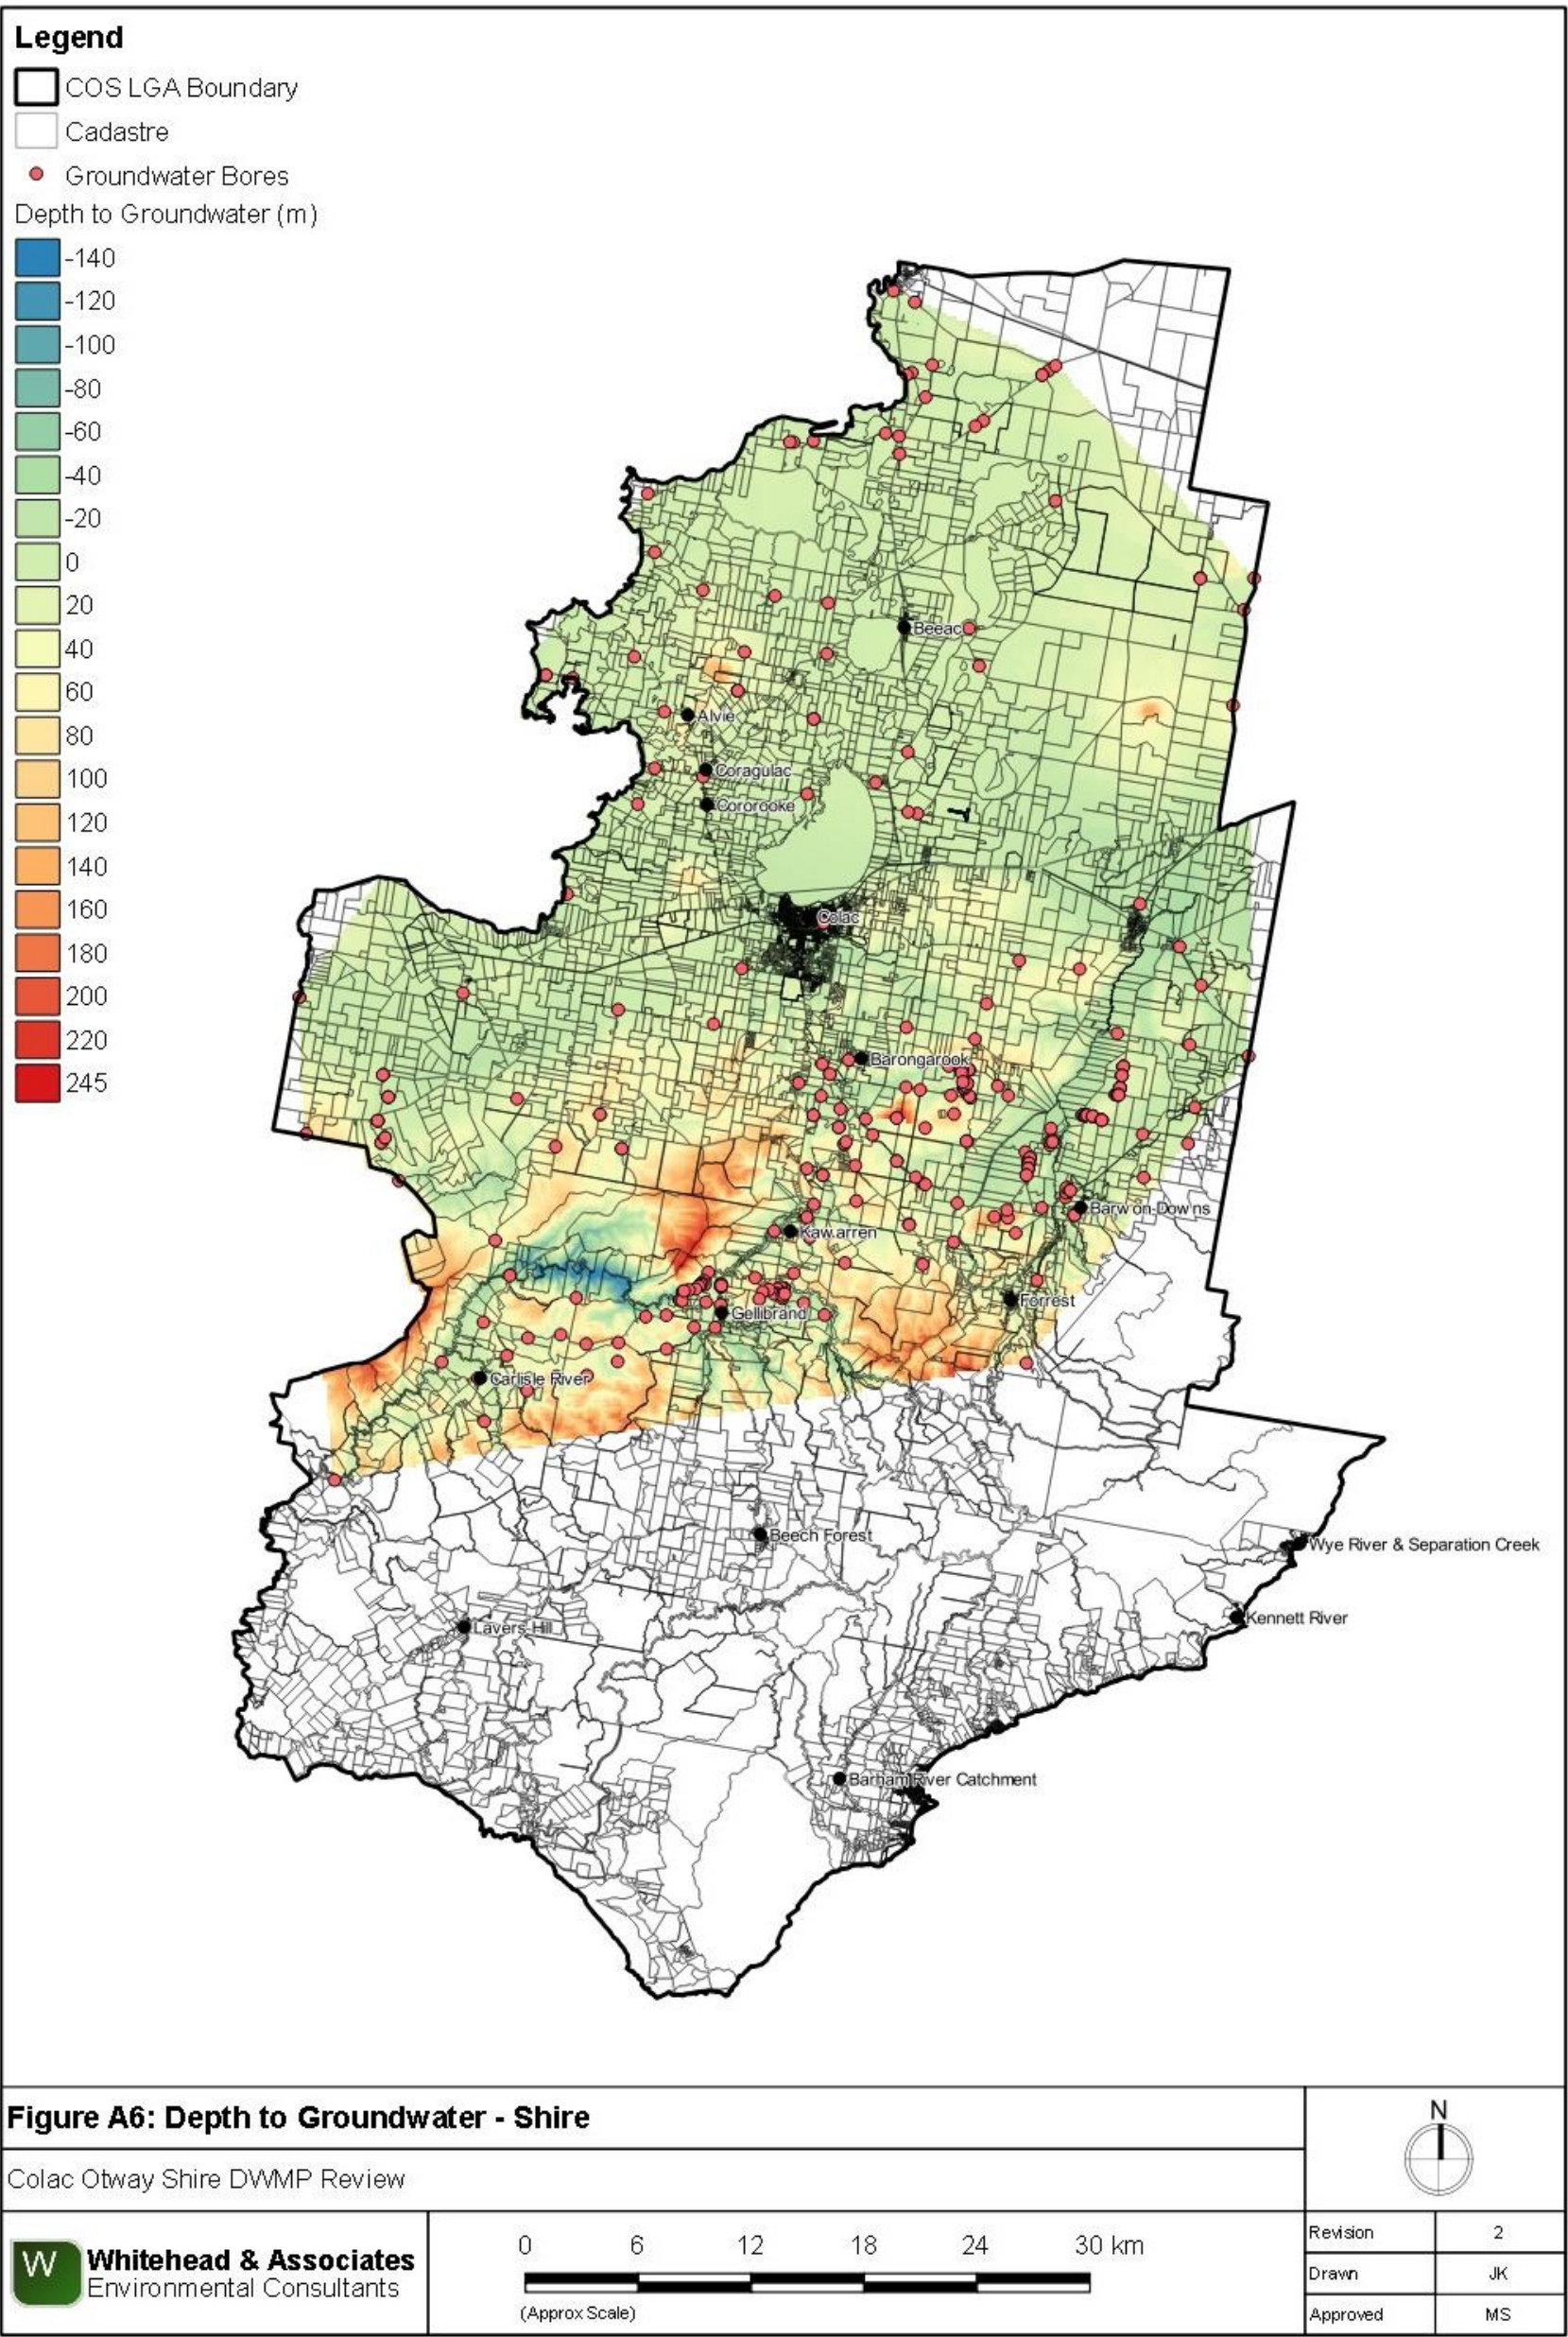 Legend
COS LGA Boundary
Cadastre
Groundwater Bores
Depth to Groundwater (m)
-140
-120
-100
-80
-60
-40
-20
0
20
40
60
80
100
120
140
160
180
200
220
245
Beeac
Alvie
Coragulac
Cororooke
Colac
Barongarook
Barwon Downs
Kawarren
Forrest
Gellibrand
Carlisle River
Beech Forest
Wye River & Separation Creek
Kennett River
Lavers Hill
Barham River Catchment
Figure A6: Depth to Groundwater - Shire
N
Colac Otway Shire DWMP Review
W
Whitehead & Associates
Environmental Consultants
0 6 12 18 24 30 km
(Approx Scale)
Revision 2
Drawn JK
Approved MS